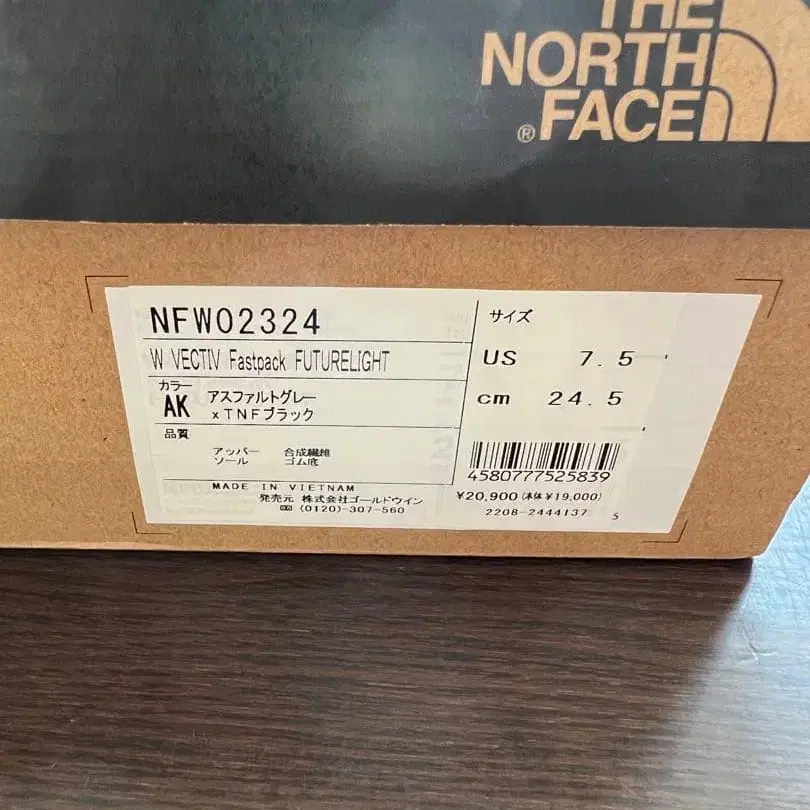 THE
NORTH
FACE
®
NFW02324
W VECTIV Fastpack FUTURELIGHT
カラー
AK アスファルトグレー
×TNFブラック
品質
アッパー 合成繊維
ソール ゴム底
MADE IN VIETNAM
発売元 株式会社ゴールドウイン
(0120)-307-560
サイズ
US 7.5
cm 24.5
4580777525839
¥20,900(本体¥19,000)
2208-2444137 5